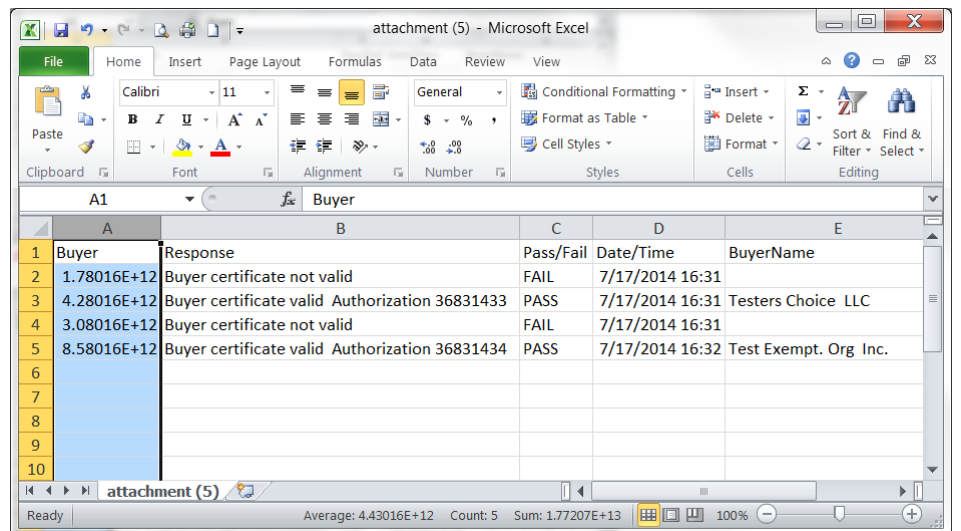 attachment (5) - Microsoft Excel
File Home Insert Page Layout Formulas Data Review View
Calibri 11 General Conditional Formatting Insert Σ
Paste B I U A A $ % , Format as Table Delete Sort & Find &
A .00 .00 Cell Styles Format Filter Select
Clipboard Font Alignment Number Styles Cells Editing
A1 fx Buyer
A B C D E
1 Buyer Response Pass/Fail Date/Time BuyerName
2 1.78016E+12 Buyer certificate not valid FAIL 7/17/2014 16:31
3 4.28016E+12 Buyer certificate valid Authorization 36831433 PASS 7/17/2014 16:31 Testers Choice LLC
4 3.08016E+12 Buyer certificate not valid FAIL 7/17/2014 16:31
5 8.58016E+12 Buyer certificate valid Authorization 36831434 PASS 7/17/2014 16:32 Test Exempt. Org Inc.
6
7
8
9
10
attachment (5)
Ready Average: 4.43016E+12 Count: 5 Sum: 1.77207E+13 100%